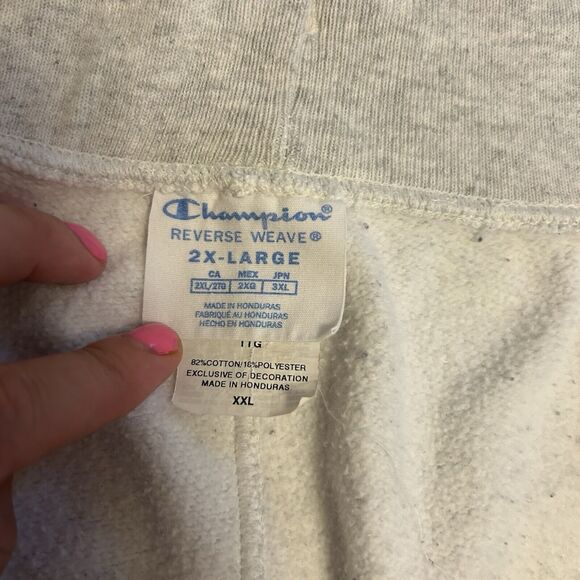 Champion®
REVERSE WEAVE®
2X-LARGE
CA MEX JPN
2XL/2TG 2XG 3XL
MADE IN HONDURAS
FABRIQUÉ AU HONDURAS
HECHO EN HONDURAS
11G
82%COTTON/18%POLYESTER
EXCLUSIVE OF DECORATION
MADE IN HONDURAS
XXL